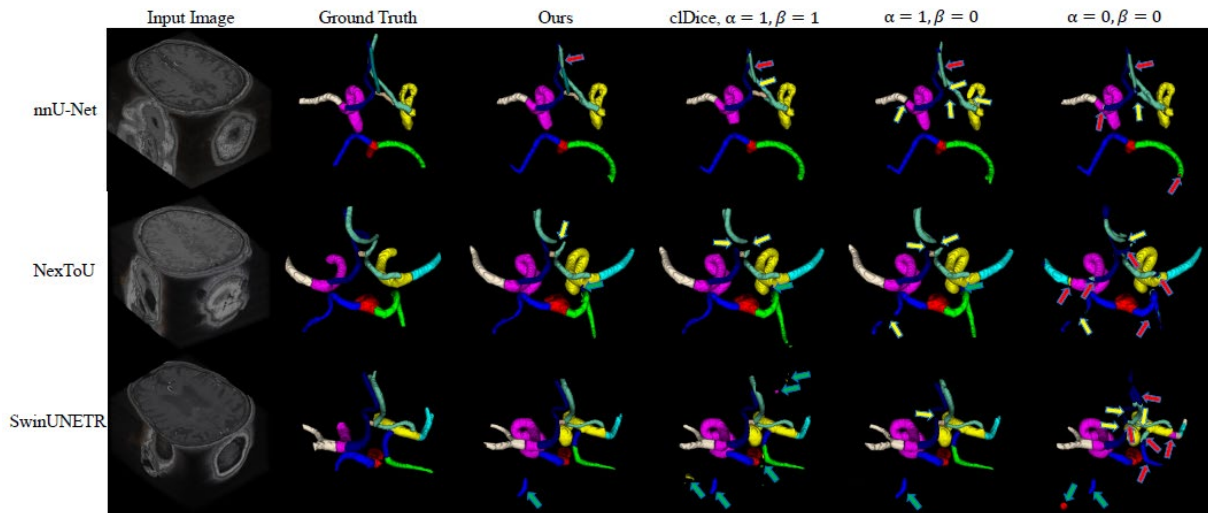 Input Image Ground Truth Ours clDice, α = 1, β = 1 α = 1, β = 0 α = 0, β = 0
nnU-Net
NexToU
SwinUNETR